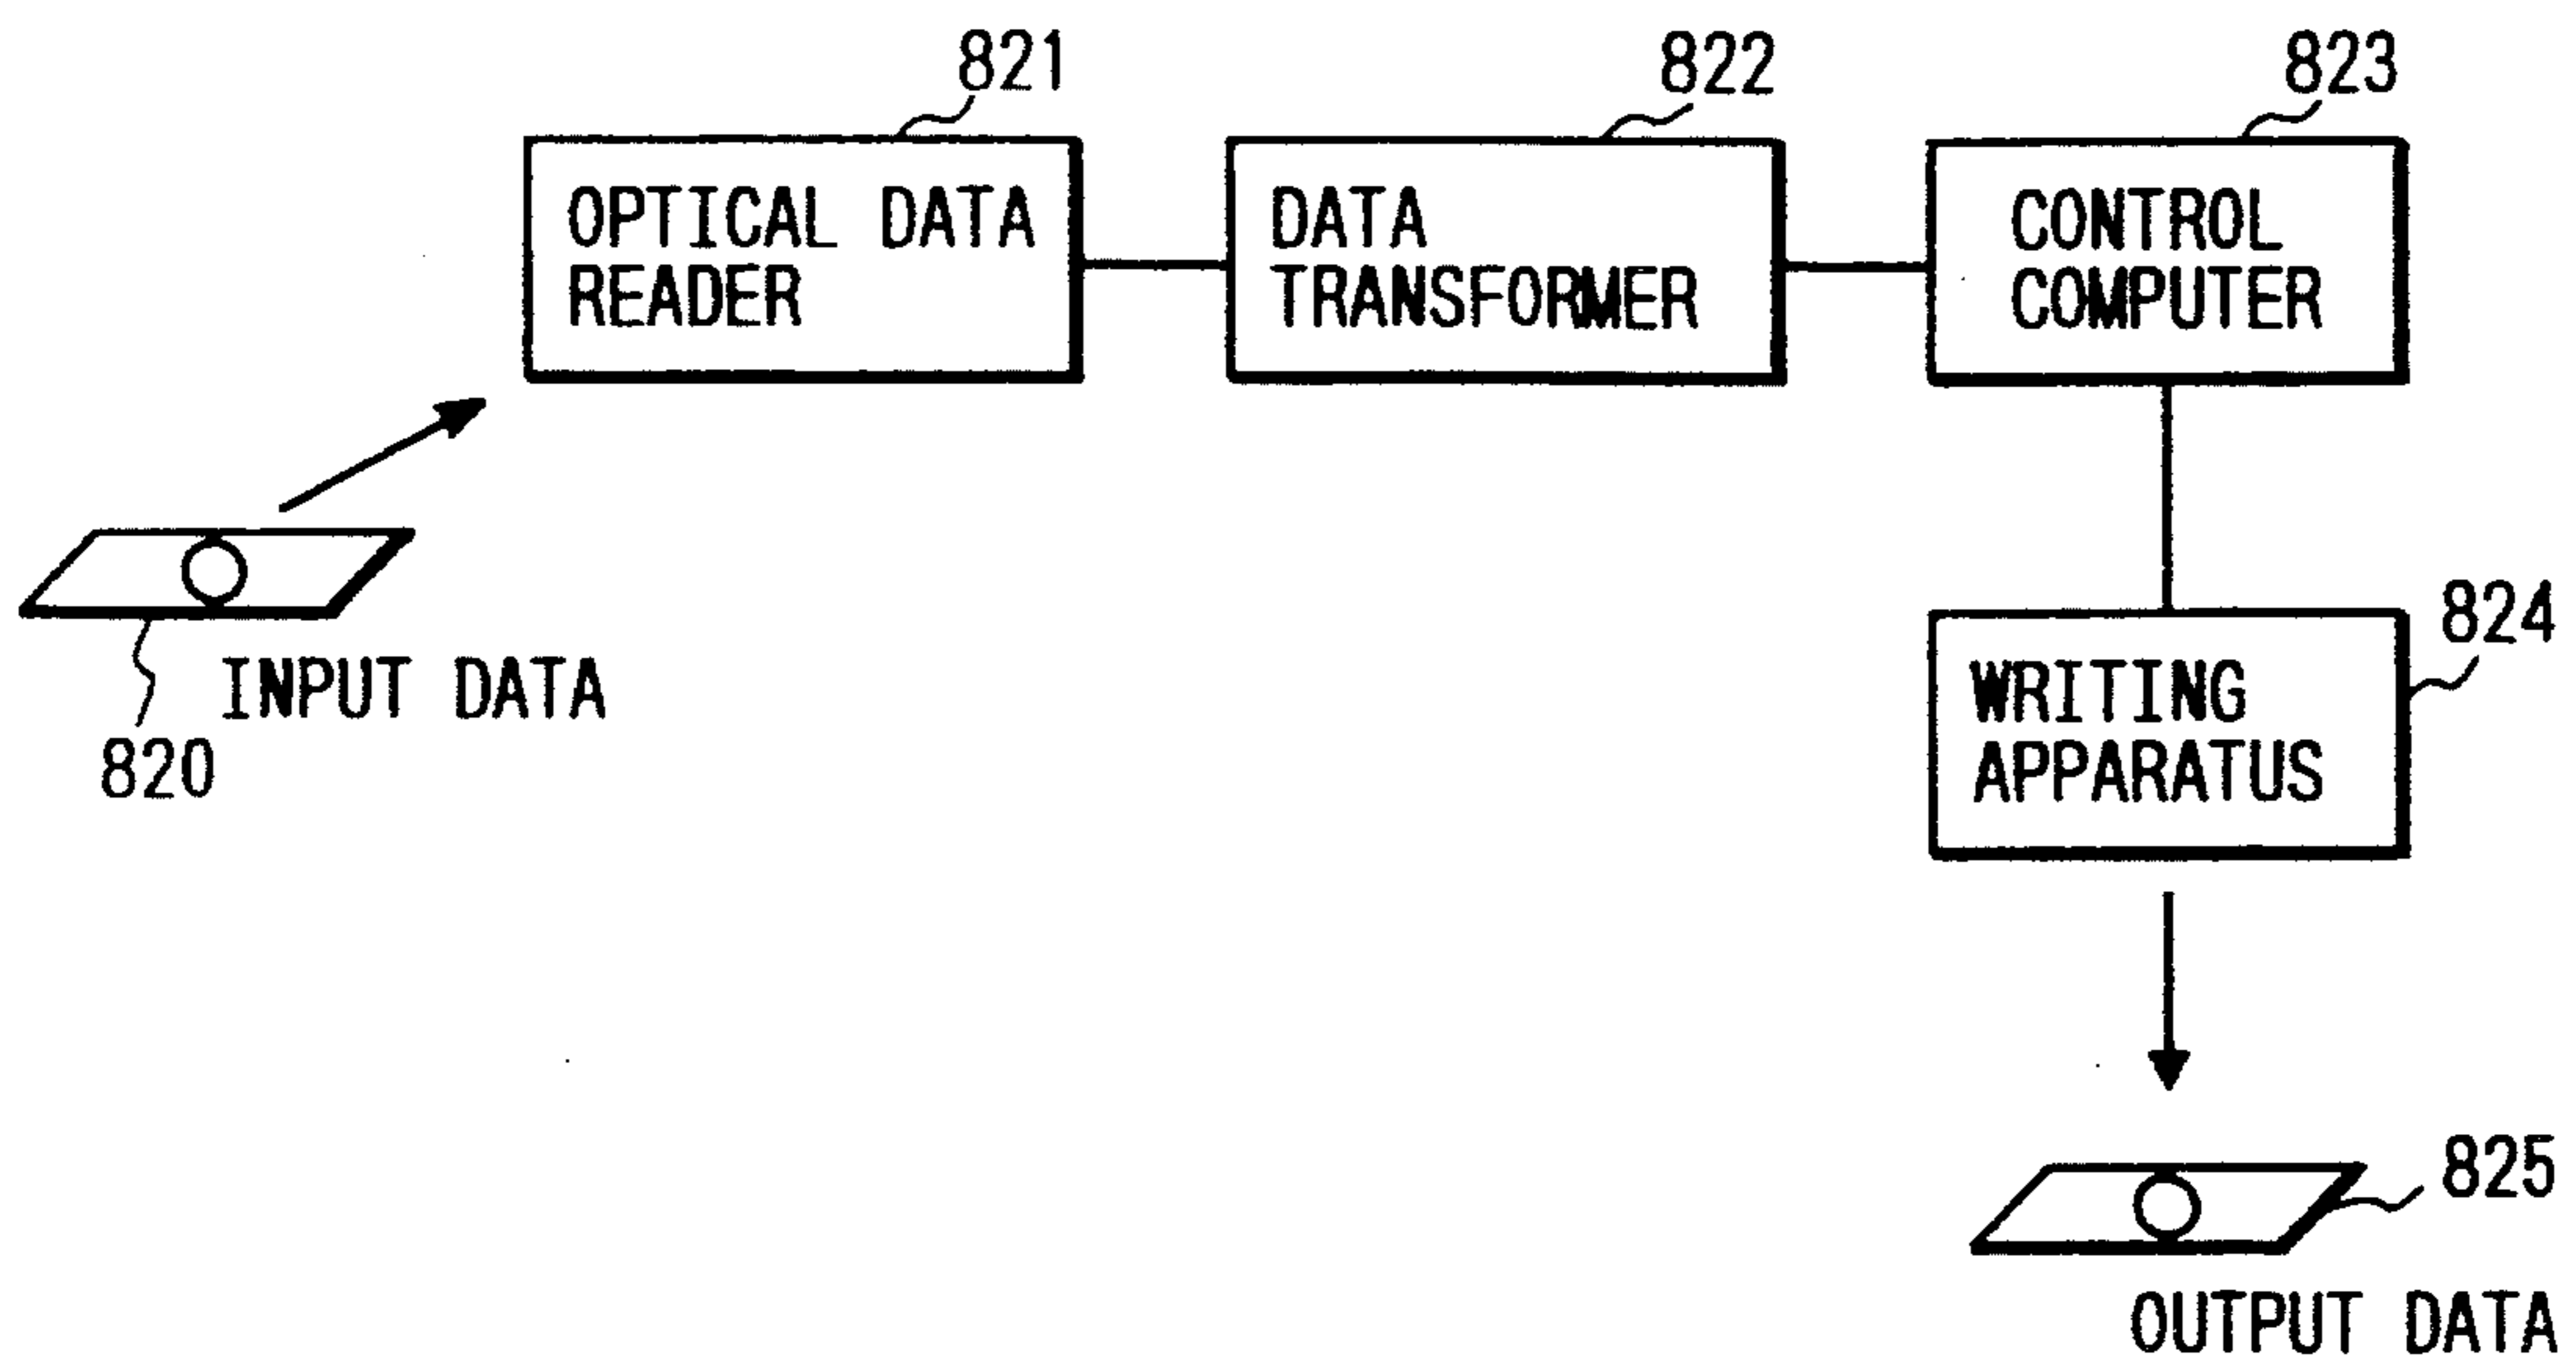 821
822
823
OPTICAL DATA
READER
DATA
TRANSFORMER
CONTROL
COMPUTER
INPUT DATA
820
824
WRITING
APPARATUS
825
OUTPUT DATA